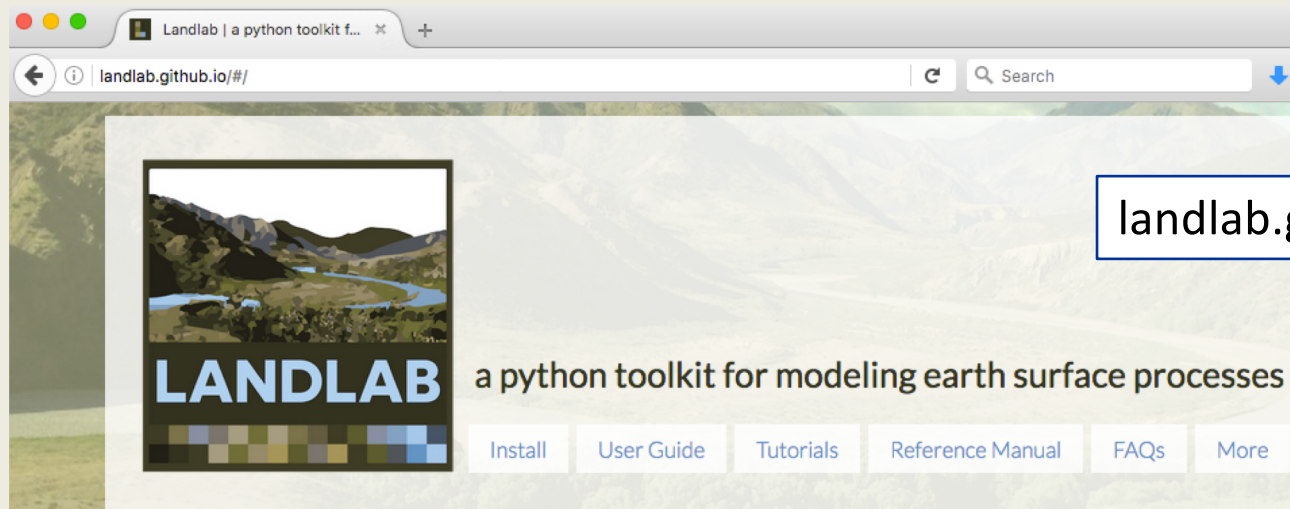 Landlab | a python toolkit f...
landlab.github.io/#/
Search
landlab.g
LANDLAB
a python toolkit for modeling earth surface processes
Install User Guide Tutorials Reference Manual FAQs More